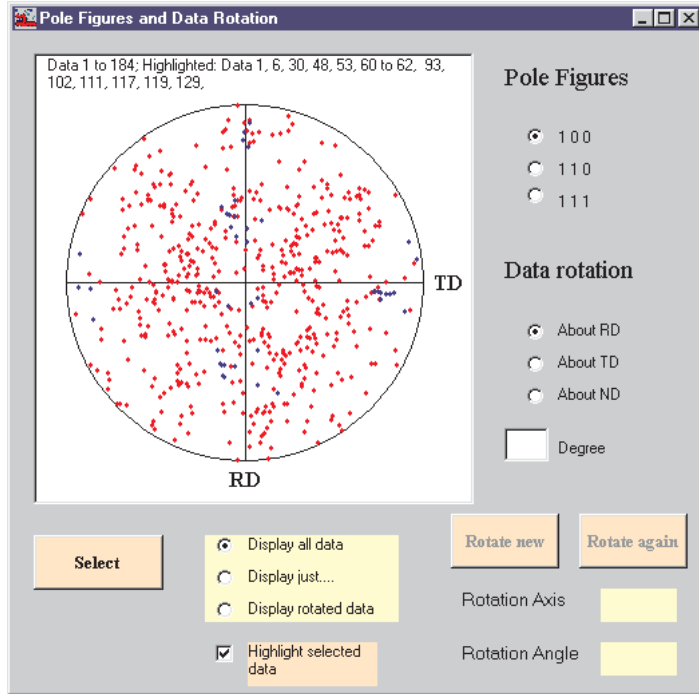 Pole Figures and Data Rotation
Data 1 to 184; Highlighted: Data 1, 6, 30, 48, 53, 60 to 62, 93,
102, 111, 117, 119, 129,
TD
RD
Pole Figures
1 0 0
1 1 0
1 1 1
Data rotation
About RD
About TD
About ND
Degree
Select
Display all data
Display just....
Display rotated data
Highlight selected
data
Rotate new
Rotate again
Rotation Axis
Rotation Angle